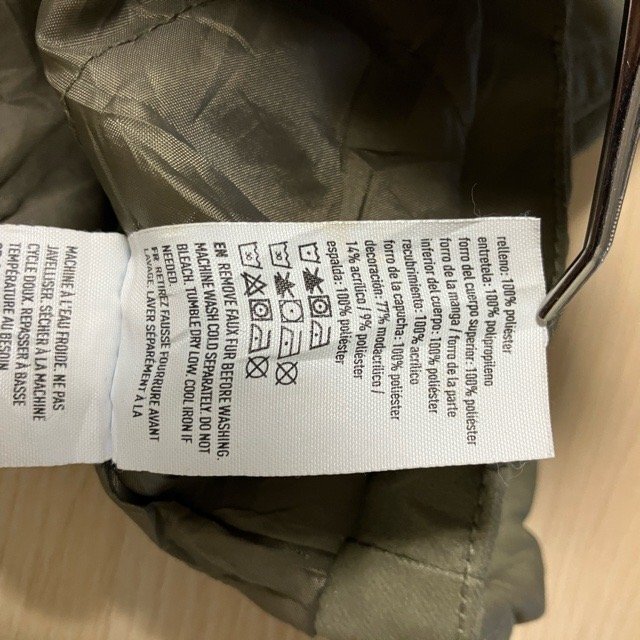 relleno: 100% poliéster
entretela: 100% polipropileno
forro del cuerpo superior: 100% poliéster
forro de la manga / forro de la parte
inferior del cuerpo: 100% poliéster
recubrimiento: 100% acrílico
forro de la capucha: 100% poliéster
decoración: 77% modacrílico /
14% acrílico / 9% poliéster
espalda: 100% poliéster
EN REMOVE FAUX FUR BEFORE WASHING.
MACHINE WASH COLD SEPARATELY. DO NOT
BLEACH. TUMBLE DRY LOW. COOL IRON IF
NEEDED.
FR RETIREZ FAUSSE FOURRURE AVANT
LAVAGE. LAVER SÉPAREMENT À LA
MACHINE À L'EAU FROIDE. NE PAS
JAVELLISER. SÉCHER À LA MACHINE
CYCLE DOUX. REPASSER À BASSE
TEMPÉRATURE AU BESOIN